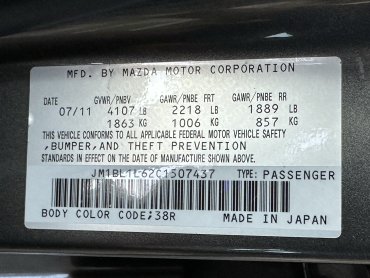 MFD. BY MAZDA MOTOR CORPORATION
DATE GVWR/PNBV GAWR/PNBE FRT GAWR/PNBE RR
07/11 4107 LB 2218 LB 1889 LB
1863 KG 1006 KG 857 KG
THIS VEHICLE CONFORMS TO ALL APPLICABLE FEDERAL MOTOR VEHICLE SAFETY
,BUMPER,AND THEFT PREVENTION
STANDARDS IN EFFECT ON THE DATE OF MANUFACTURE SHOWN ABOVE.
JM1BL1L62C1507437 TYPE: PASSENGER
BODY COLOR CODE;38R MADE IN JAPAN